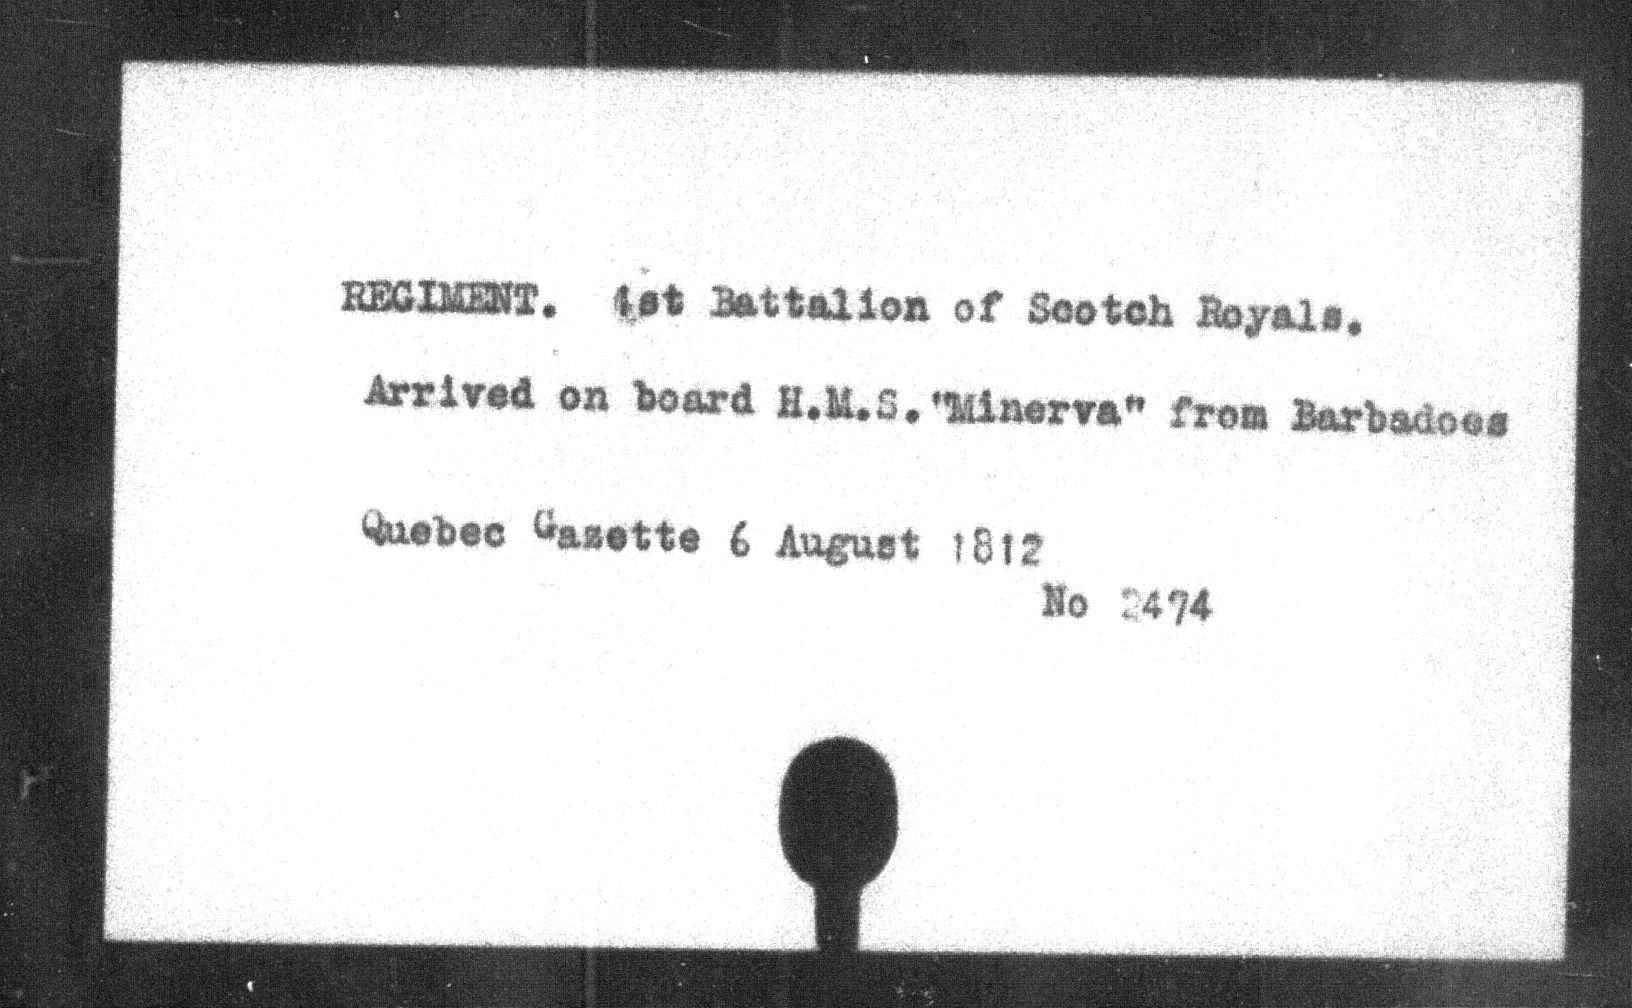 REGIMENT. 1st Battalion of Scotch Royals.
Arrived on board H.M.S. "Minerva" from Barbadoes
Quebec Gazette 6 August 1812
No 2474